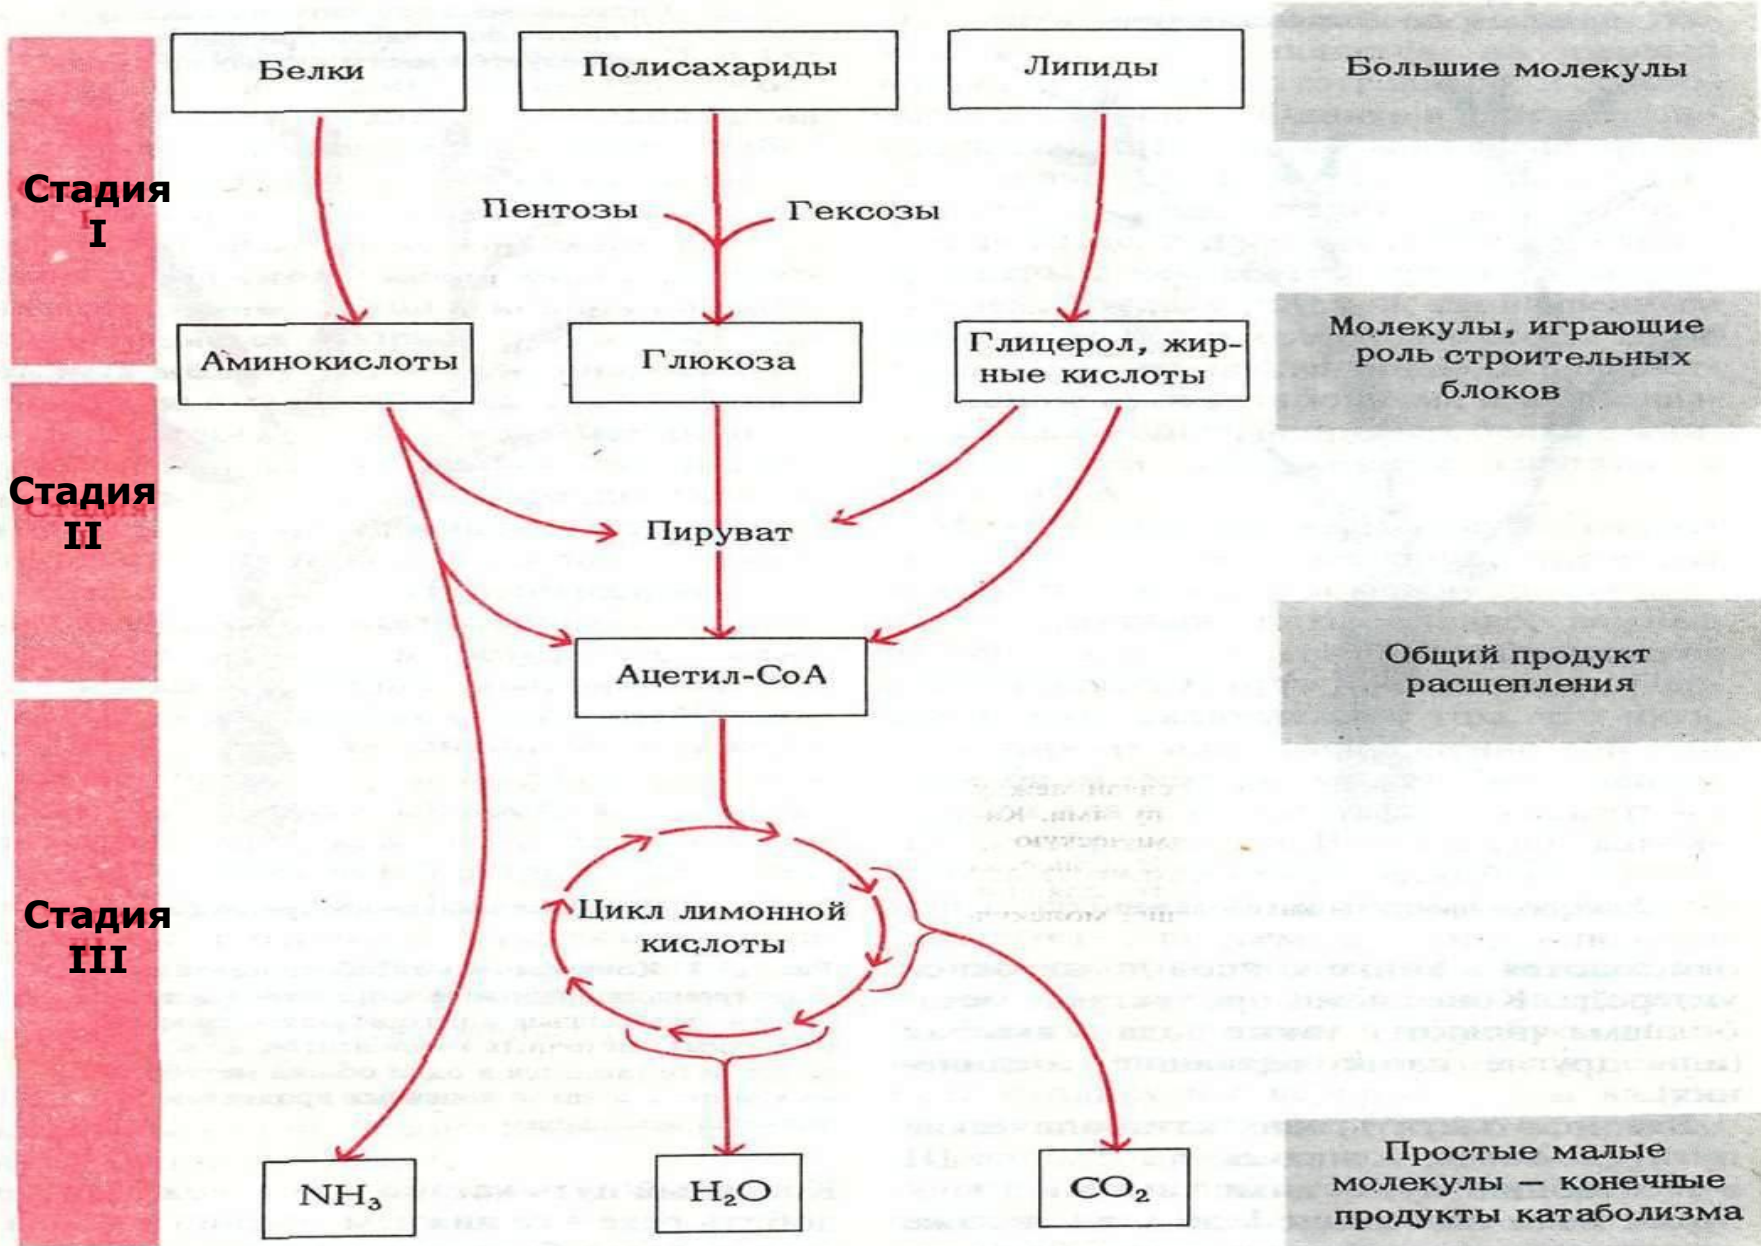 Белки
Полисахариды
Липиды
Большие молекулы
Стадия
I
Пентозы
Гексозы
Аминокислоты
Глюкоза
Глицерол, жир-
ные кислоты
Молекулы, играющие
роль строительных
блоков
Стадия
II
Пируват
Ацетил-CoA
Общий продукт
расщепления
Стадия
III
Цикл лимонной
кислоты
NH₃
H₂O
CO₂
Простые малые
молекулы — конечные
продукты катаболизма